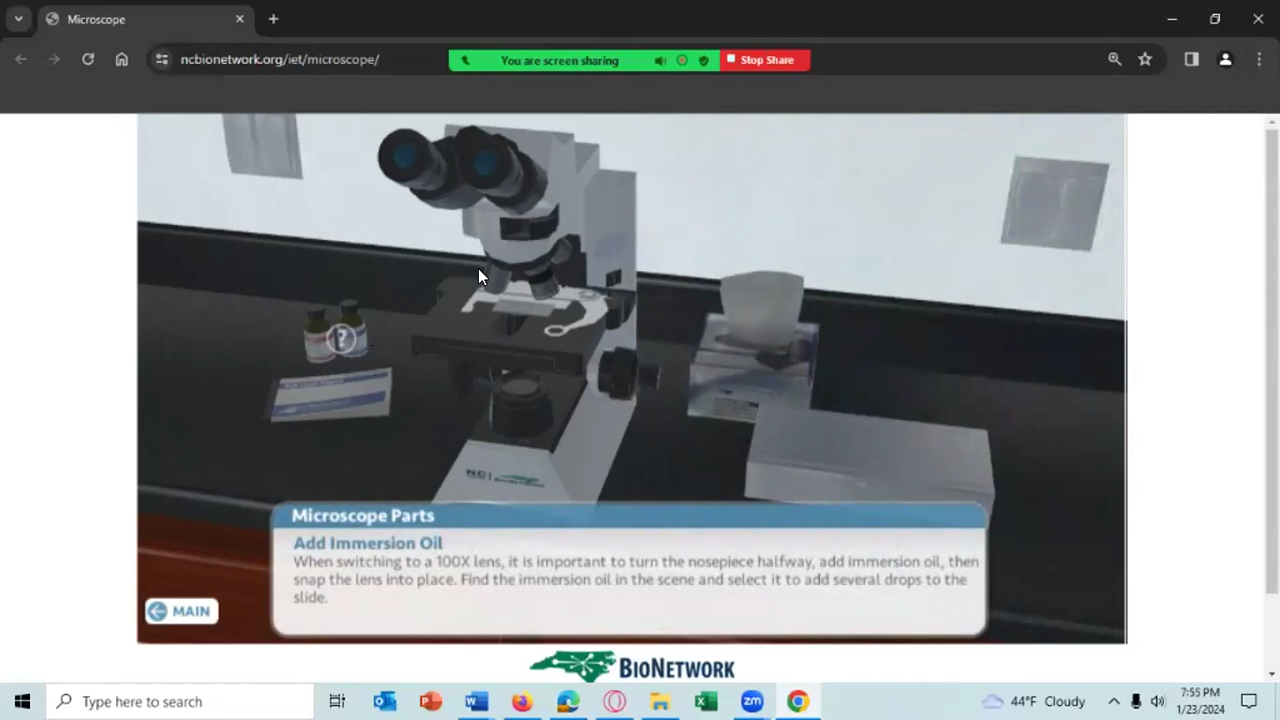 Microscope
ncbionetwork.org/iet/microscope/
You are screen sharing
Stop Share
?
NC
Microscope Parts
Add Immersion Oil
When switching to a 100X lens, it is important to turn the nosepiece halfway, add immersion oil, then
snap the lens into place. Find the immersion oil in the scene and select it to add several drops to the
slide.
MAIN
BIONETWORK
Type here to search
44°F Cloudy
7:55 PM
1/23/2024